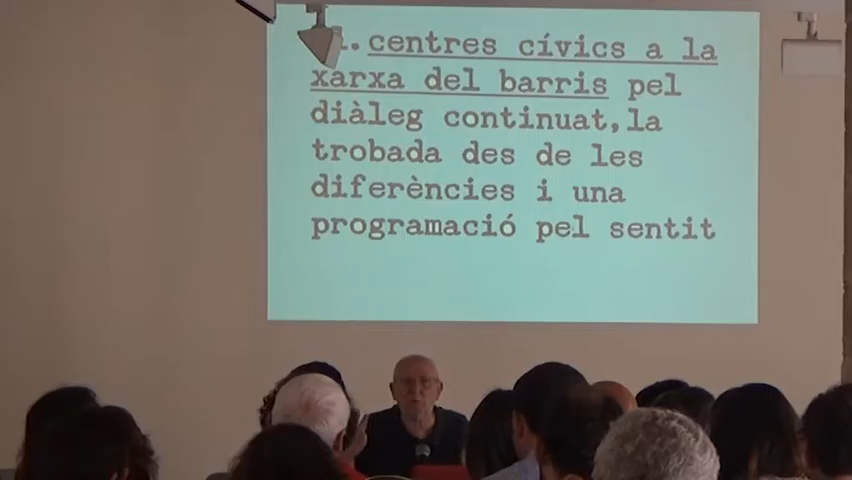 . centres cívics a la
xarxa del barris pel
diàleg continuat, la
trobada des de les
diferències i una
programació pel sentit